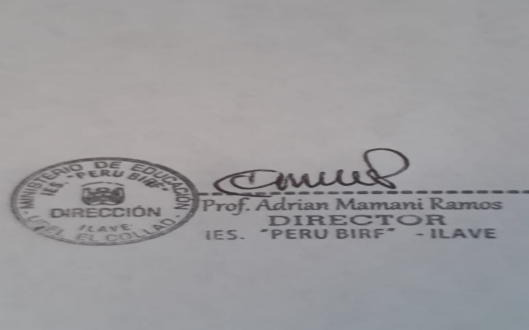 MINISTERIO DE EDUCACIÓN
IES. "PERU BIRF"
DIRECCIÓN
ILAVE
UGEL EL COLLAO
Prof. Adrian Mamani Ramos
DIRECTOR
IES. "PERU BIRF" - ILAVE